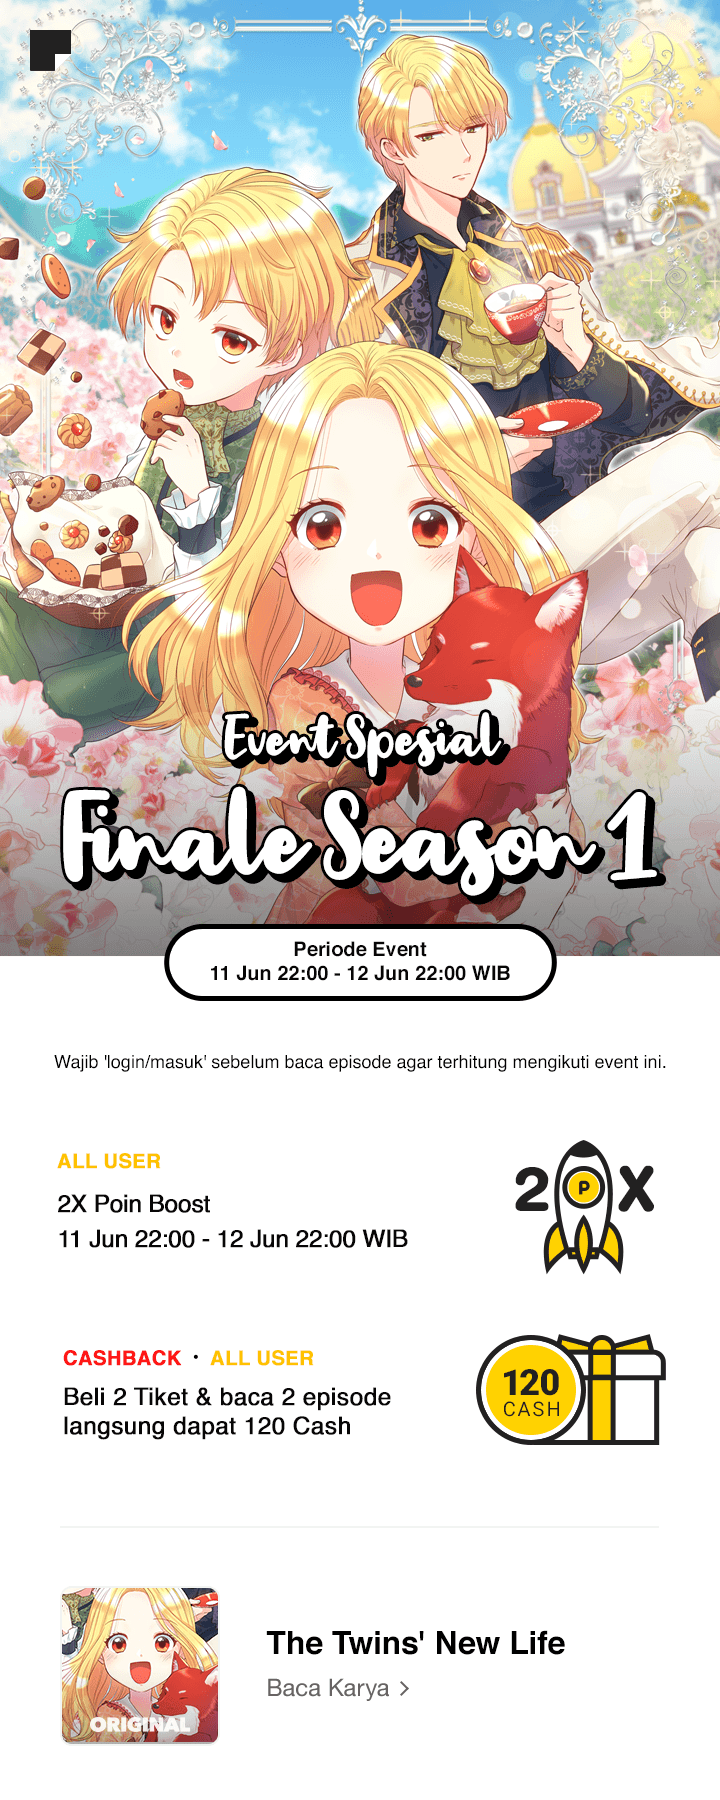 Event Spesial
Finale Season 1
Periode Event
11 Jun 22:00 - 12 Jun 22:00 WIB
Wajib 'login/masuk' sebelum baca episode agar terhitung mengikuti event ini.
ALL USER
2X Poin Boost
11 Jun 22:00 - 12 Jun 22:00 WIB
2 P X
CASHBACK · ALL USER
Beli 2 Tiket & baca 2 episode
langsung dapat 120 Cash
120
CASH
ORIGINAL
The Twins' New Life
Baca Karya >